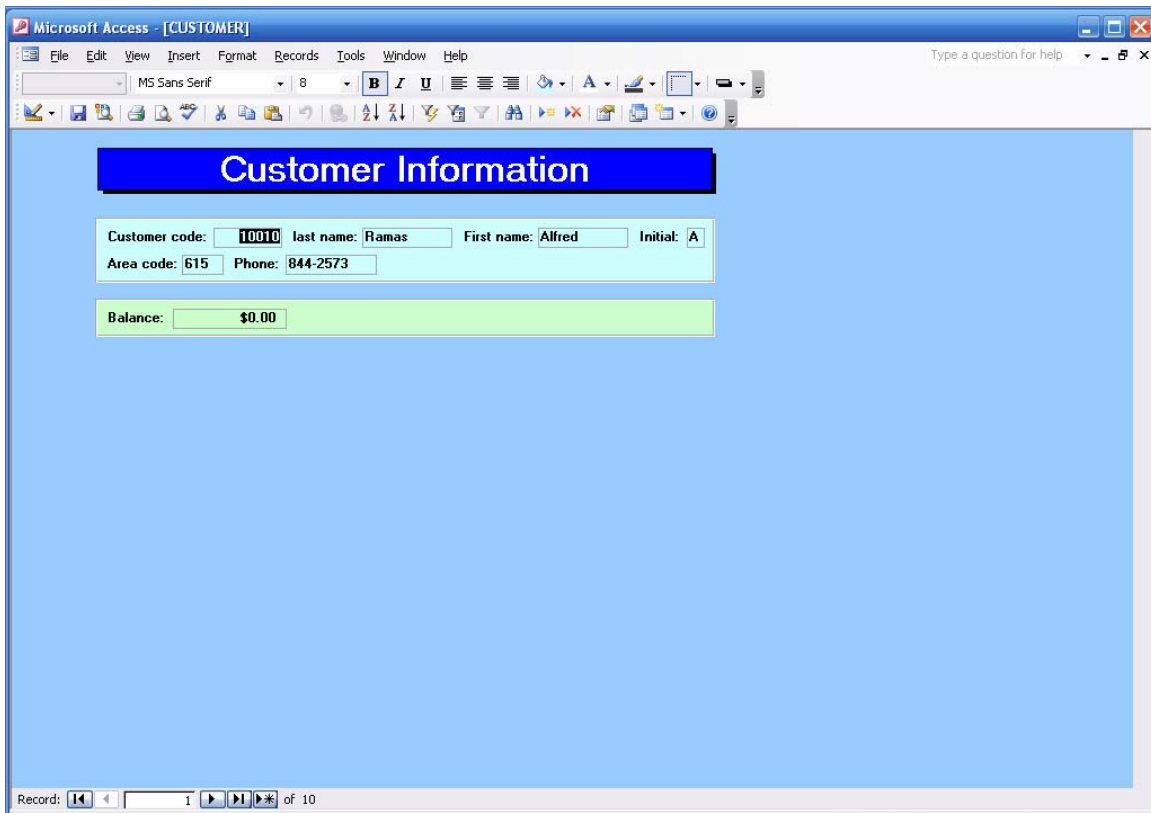 Microsoft Access - [CUSTOMER]
File Edit View Insert Format Records Tools Window Help Type a question for help
MS Sans Serif 8 B I U A
Customer Information
Customer code: 10010 last name: Ramas First name: Alfred Initial: A
Area code: 615 Phone: 844-2573
Balance: $0.00
Record: 1 of 10